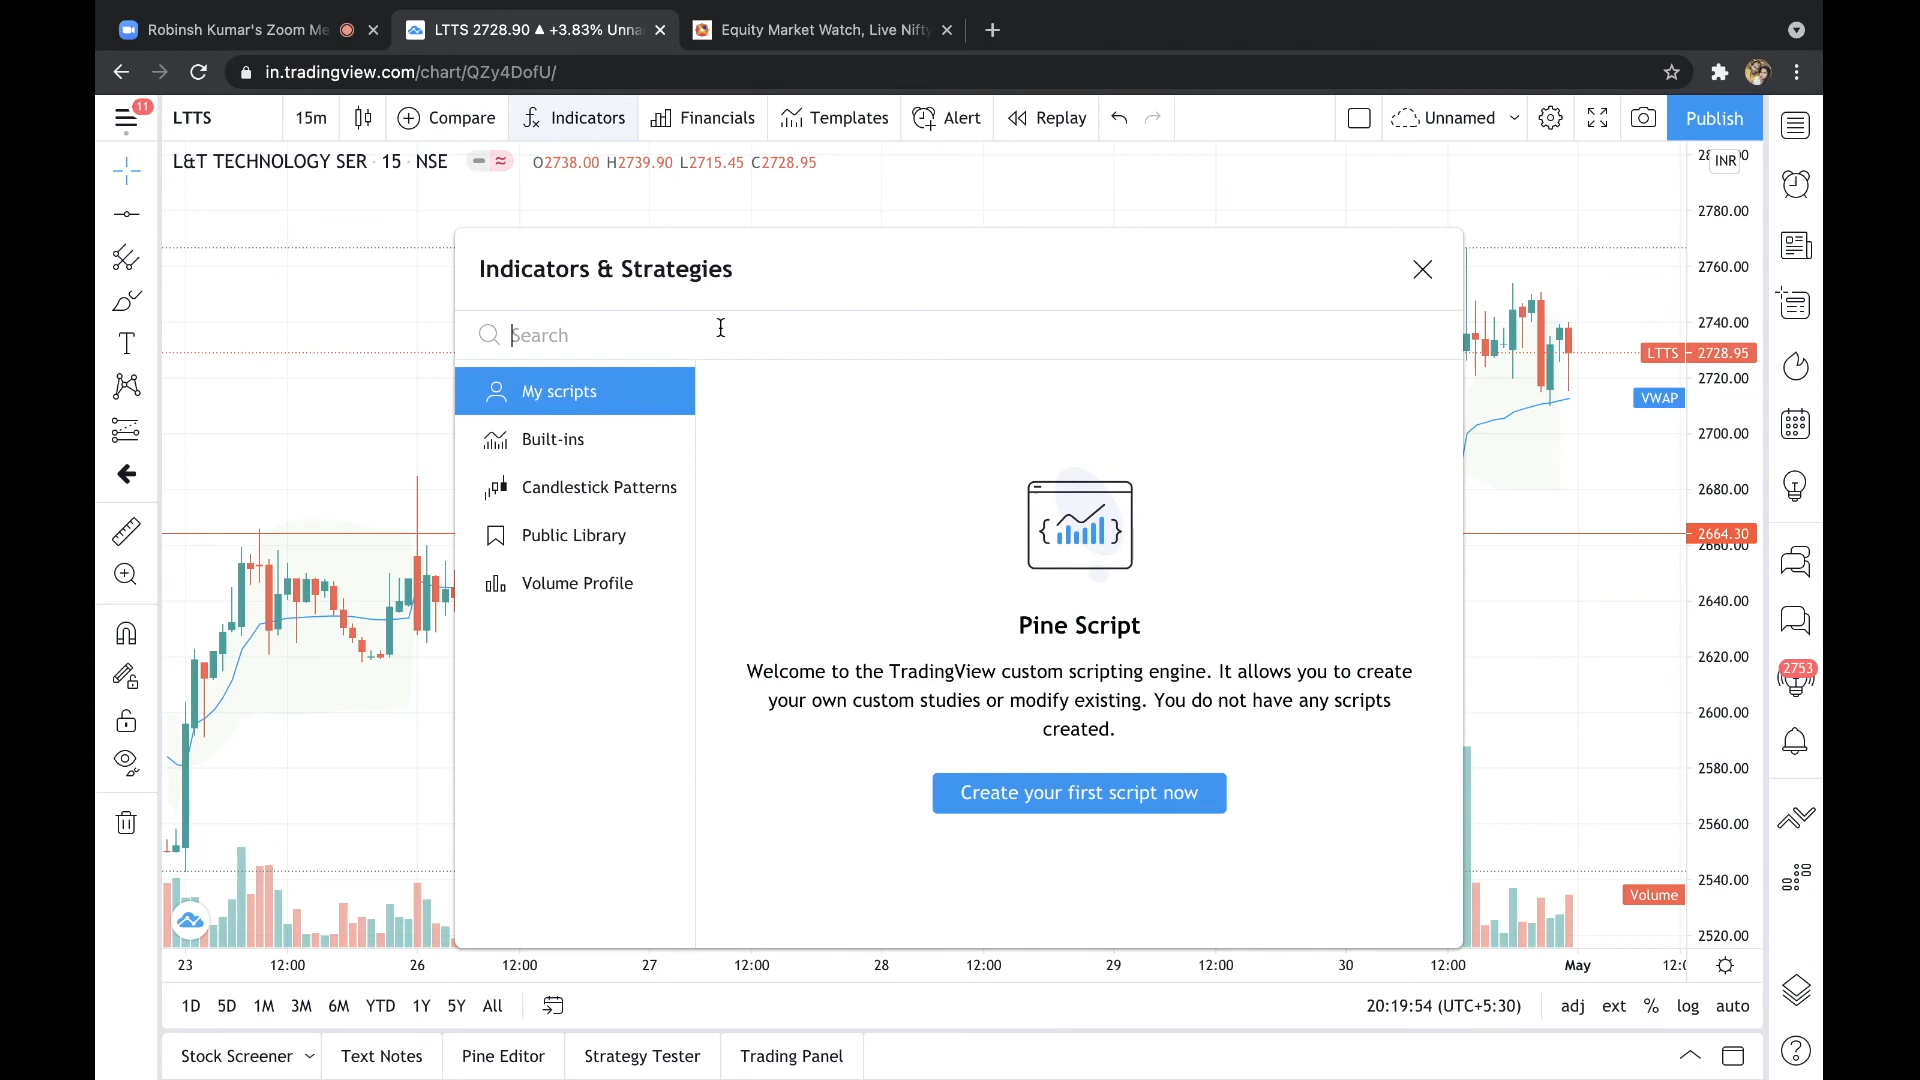 Robinsh Kumar's Zoom Me
LTTS 2728.90 ▲ +3.83% Unna
Equity Market Watch, Live Nifty
in.tradingview.com/chart/QZy4DofU/
11
LTTS
15m
Compare
Indicators
Financials
Templates
Alert
Replay
Unnamed
Publish
L&T TECHNOLOGY SER · 15 · NSE
O2738.00 H2739.90 L2715.45 C2728.95
INR
2780.00
2760.00
2740.00
LTTS
2728.95
2720.00
VWAP
2700.00
2680.00
2664.30
2660.00
2640.00
2620.00
2600.00
2580.00
2560.00
2540.00
Volume
2520.00
2753
Indicators & Strategies
Search
My scripts
Built-ins
Candlestick Patterns
Public Library
Volume Profile
Pine Script
Welcome to the TradingView custom scripting engine. It allows you to create
your own custom studies or modify existing. You do not have any scripts
created.
Create your first script now
23
12:00
26
12:00
27
12:00
28
12:00
29
12:00
30
12:00
May
1D 5D 1M 3M 6M YTD 1Y 5Y All
20:19:54 (UTC+5:30)
adj ext % log auto
Stock Screener
Text Notes
Pine Editor
Strategy Tester
Trading Panel